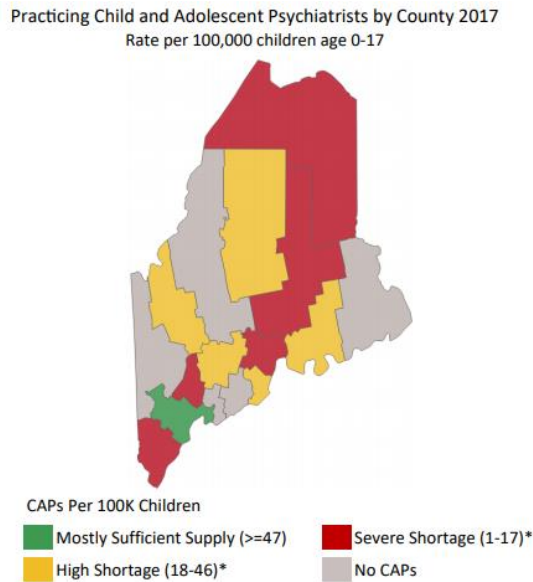 Practicing Child and Adolescent Psychiatrists by County 2017
Rate per 100,000 children age 0-17
CAPs Per 100K Children
Mostly Sufficient Supply (>=47)
Severe Shortage (1-17)*
High Shortage (18-46)*
No CAPs